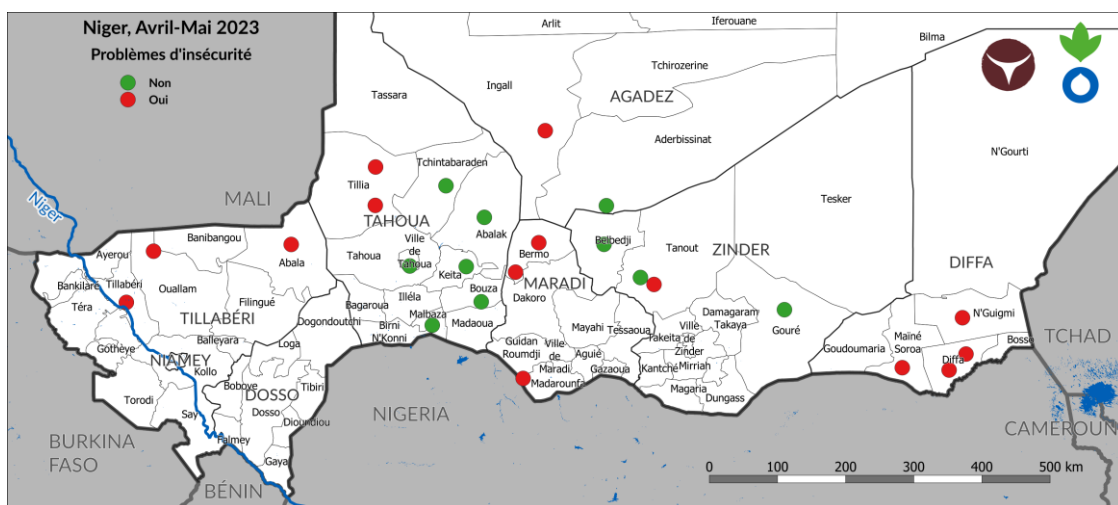 Niger, Avril-Mai 2023
Problèmes d'insécurité
Non
Oui
Arlit
Iferouane
Bilma
Tchirozerine
Ingall
AGADEZ
Tassara
Aderbissinat
N'Gourti
Tchintabaraden
Tillia
MALI
Niger
TAHOUA
Abalak
Tesker
Banibangou
Ayerou
Abala
Tahoua
Ville
de
Tahoua
Keita
Bermo
Belbedji
Tanout
ZINDER
DIFFA
Bankilaré
Tillabéri
Ouallam
Téra
Filingué
TILLABÉRI
Bagaroua
Illéla
Bouza
MARADI
Dakoro
Dogondoutchi
Birni
N'Konni
Malbaza
Madaoua
Mayahi
Tessaoua
Damagaram
Takaya
Gouré
N'Guigmi
Gothèye
Balleyara
Loga
NIAMEY
Kollo
Guidan
Roumdji
Ville
de
Maradi
Aguié
Gazaoua
Madarounfa
Takeita
Ville
de
Zinder
Kantché
Mirriah
Magaria
Dungass
Goudoumaria
Maïné
Soroa
Diffa
Bosso
TCHAD
Torodi
Say
Boboye
DOSSO
Tibiri
Dosso
Dioundiou
Falmey
Gaya
NIGERIA
CAMEROUN
BURKINA
FASO
BÉNIN
0 100 200 300 400 500 km